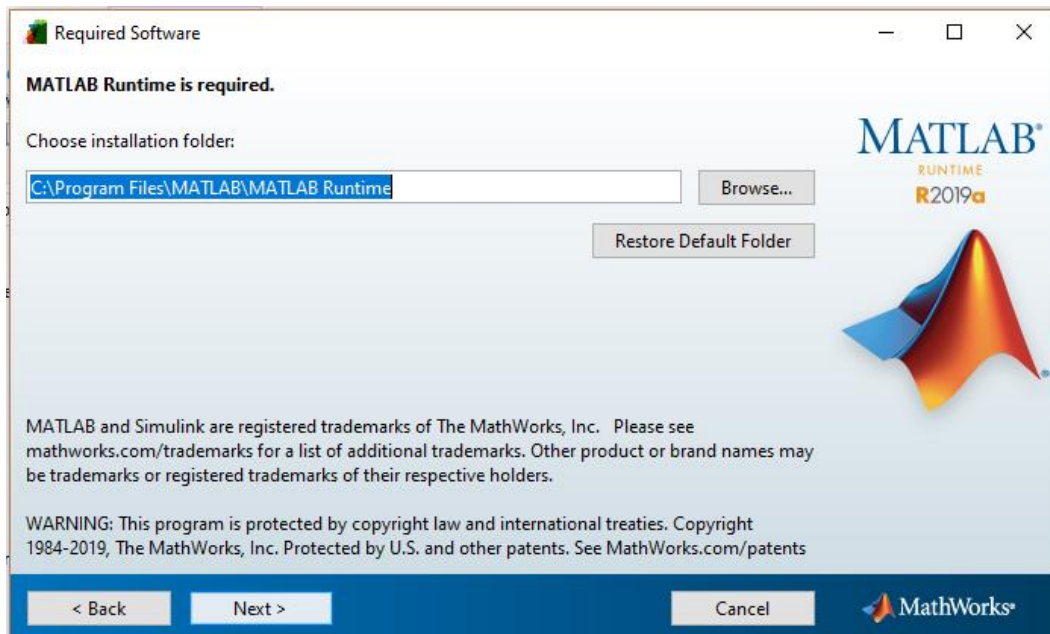 Required Software
MATLAB Runtime is required.
Choose installation folder:
C:\Program Files\MATLAB\MATLAB Runtime
Browse...
Restore Default Folder
MATLAB®
RUNTIME
R2019a
MATLAB and Simulink are registered trademarks of The MathWorks, Inc. Please see
mathworks.com/trademarks for a list of additional trademarks. Other product or brand names may
be trademarks or registered trademarks of their respective holders.
WARNING: This program is protected by copyright law and international treaties. Copyright
1984-2019, The MathWorks, Inc. Protected by U.S. and other patents. See MathWorks.com/patents
< Back
Next >
Cancel
MathWorks®